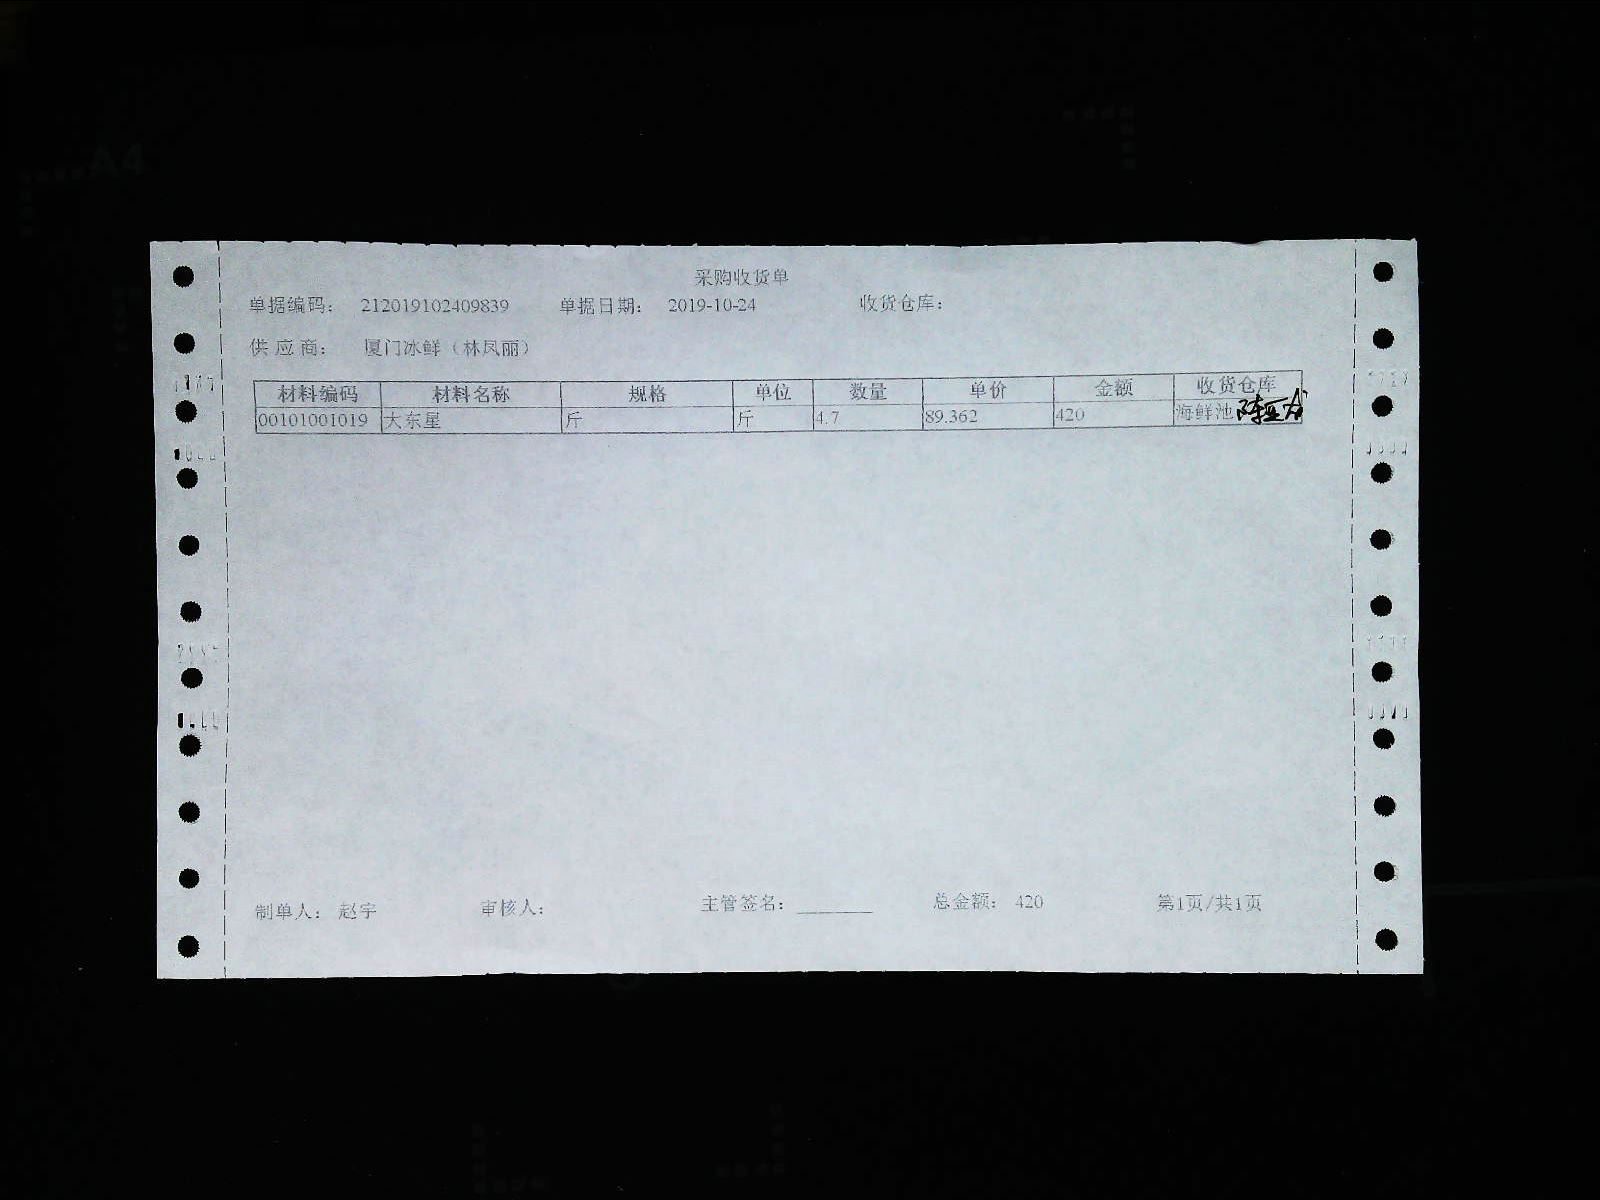 采购收货单
单据编码： 212019102409839 单据日期： 2019-10-24 收货仓库：
供 应 商： 厦门冰鲜（林凤丽）
材料编码 材料名称 规格 单位 数量 单价 金额 收货仓库
00101001019 大东星 斤 斤 4.7 89.362 420 海鲜池
制单人： 赵宇 审核人： 主管签名： ________ 总金额： 420 第1页/共1页